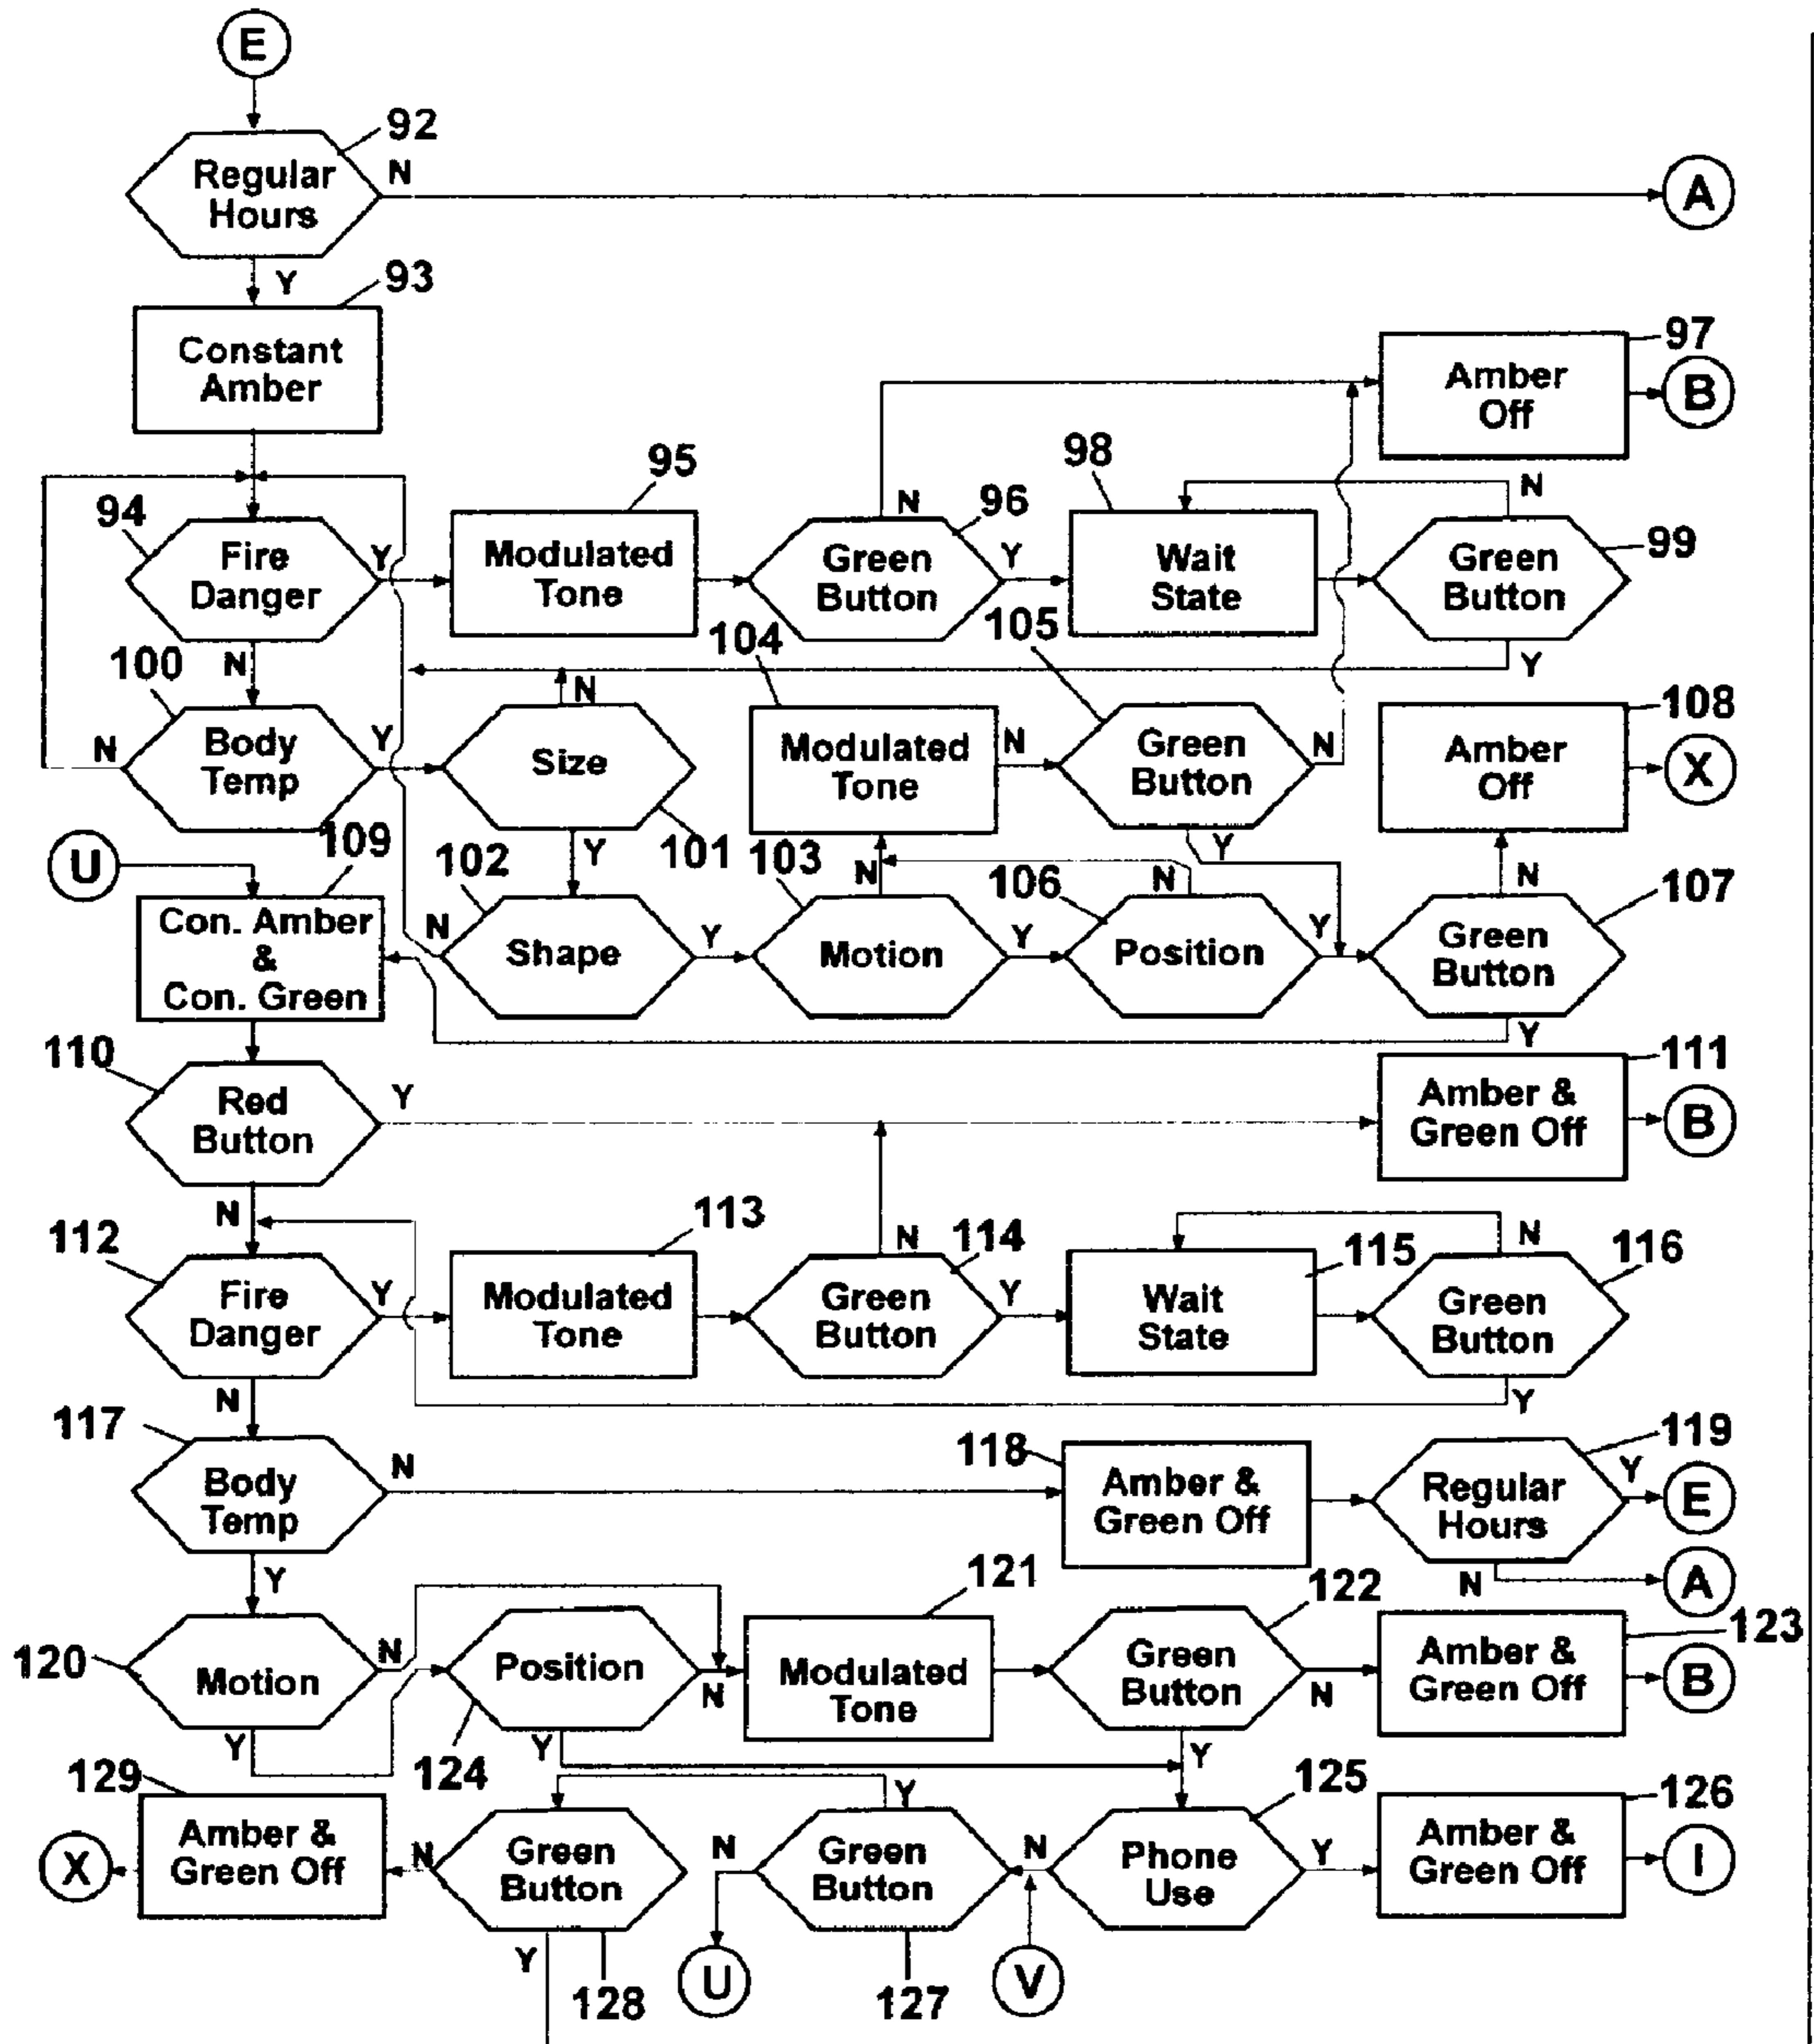 E
92
Regular
Hours
N
A
Y
93
Constant
Amber
97
Amber
Off
B
94
Fire
Danger
Y
N
95
Modulated
Tone
N
96
Green
Button
Y
98
Wait
State
N
99
Green
Button
Y
100
N
Body
Temp
Y
N
Size
101
Y
104
Modulated
Tone
N
105
Green
Button
N
Y
108
Amber
Off
X
U
109
Con. Amber
&
Con. Green
N
102
Shape
Y
103
N
Motion
Y
106
N
Position
Y
N
107
Green
Button
Y
110
Red
Button
Y
N
111
Amber &
Green Off
B
112
Fire
Danger
Y
N
113
Modulated
Tone
N
114
Green
Button
Y
115
Wait
State
N
116
Green
Button
Y
117
Body
Temp
N
Y
118
Amber &
Green Off
119
Regular
Hours
Y
E
N
A
120
Motion
N
Y
Position
N
124
Y
121
Modulated
Tone
122
Green
Button
N
Y
123
Amber &
Green Off
B
129
X
Amber &
Green Off
N
Green
Button
Y
128
Y
N
Green
Button
U
127
N
V
125
Phone
Use
Y
126
Amber &
Green Off
I